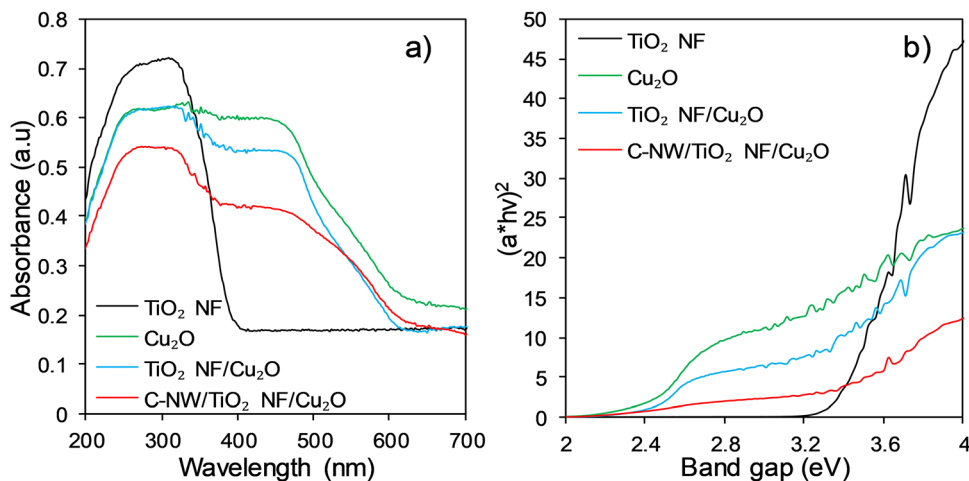 a)
Absorbance (a.u)
0.8
0.7
0.6
0.5
0.4
0.3
0.2
0.1
0
TiO₂ NF
Cu₂O
TiO₂ NF/Cu₂O
C-NW/TiO₂ NF/Cu₂O
200 300 400 500 600 700
Wavelength (nm)
b)
(a*hv)²
50
45
40
35
30
25
20
15
10
5
0
TiO₂ NF
Cu₂O
TiO₂ NF/Cu₂O
C-NW/TiO₂ NF/Cu₂O
2 2.4 2.8 3.2 3.6 4
Band gap (eV)